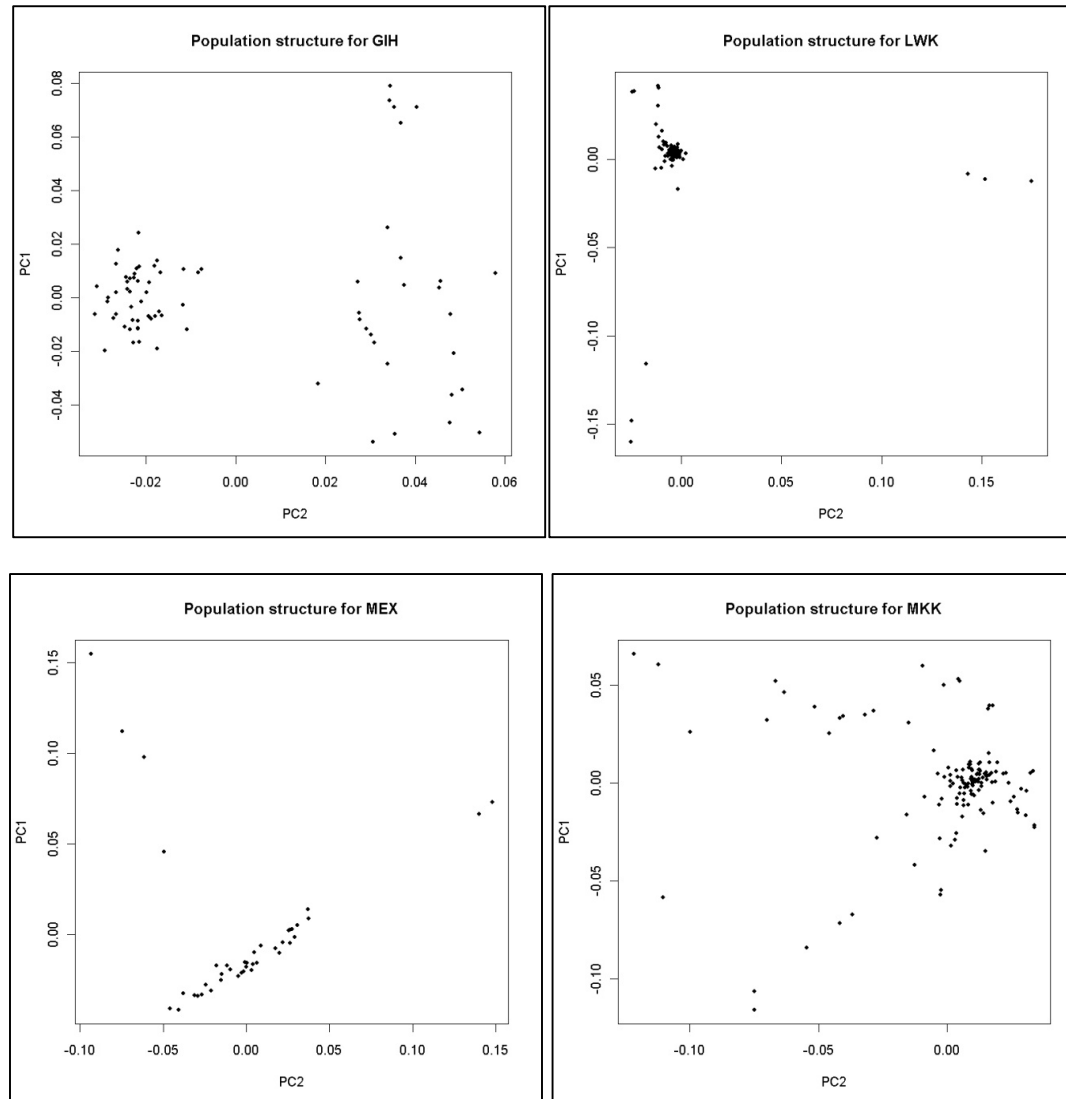 Population structure for GIH
PC1
0.08
0.06
0.04
0.02
0.00
-0.02
-0.04
-0.02 0.00 0.02 0.04 0.06
PC2
Population structure for LWK
PC1
0.00
-0.05
-0.10
-0.15
0.00 0.05 0.10 0.15
PC2
Population structure for MEX
PC1
0.15
0.10
0.05
0.00
-0.10 -0.05 0.00 0.05 0.10 0.15
PC2
Population structure for MKK
PC1
0.05
0.00
-0.05
-0.10
-0.10 -0.05 0.00
PC2